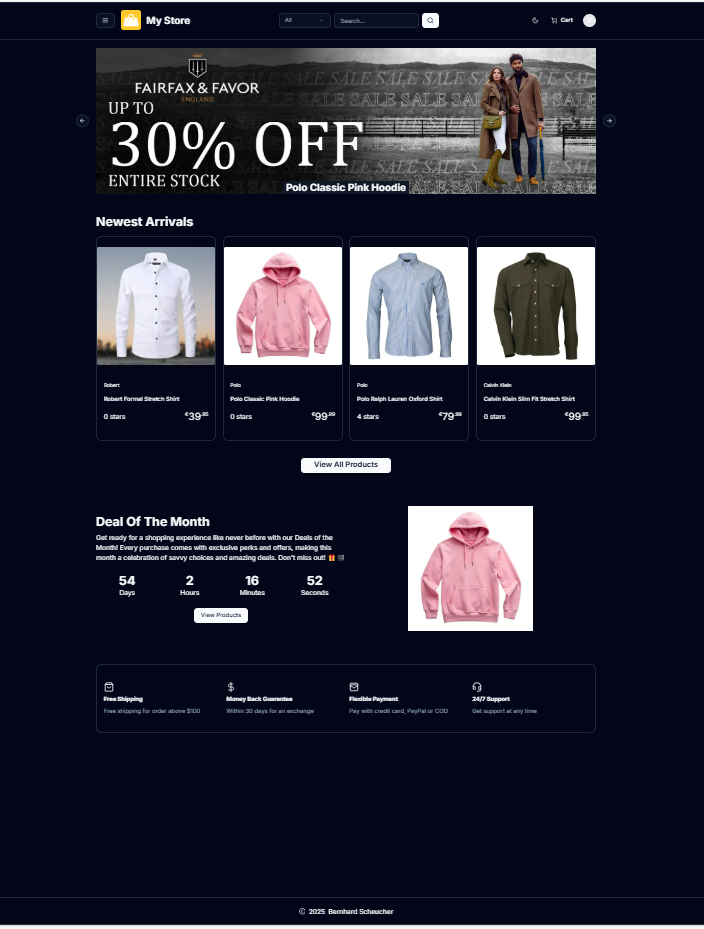 My Store
All
Search...
Cart
FAIRFAX & FAVOR
ENGLAND
UP TO
30% OFF
ENTIRE STOCK
Polo Classic Pink Hoodie
SALE SALE SALE SALE SALE SALE
Newest Arrivals
Robert
Robert Formal Stretch Shirt
0 stars
€39.95
Polo
Polo Classic Pink Hoodie
0 stars
€99.99
Polo
Polo Ralph Lauren Oxford Shirt
4 stars
€79.99
Calvin Klein
Calvin Klein Slim Fit Stretch Shirt
0 stars
€99.95
View All Products
Deal Of The Month
Get ready for a shopping experience like never before with our Deals of the
Month! Every purchase comes with exclusive perks and offers, making this
month a celebration of savvy choices and amazing deals. Don't miss out! 🎁 🛒
54 2 16 52
Days Hours Minutes Seconds
View Products
Free Shipping
Free shipping for order above $100
Money Back Guarantee
Within 30 days for an exchange
Flexible Payment
Pay with credit card, PayPal or COD
24/7 Support
Get support at any time
© 2025 Bernhard Scheucher